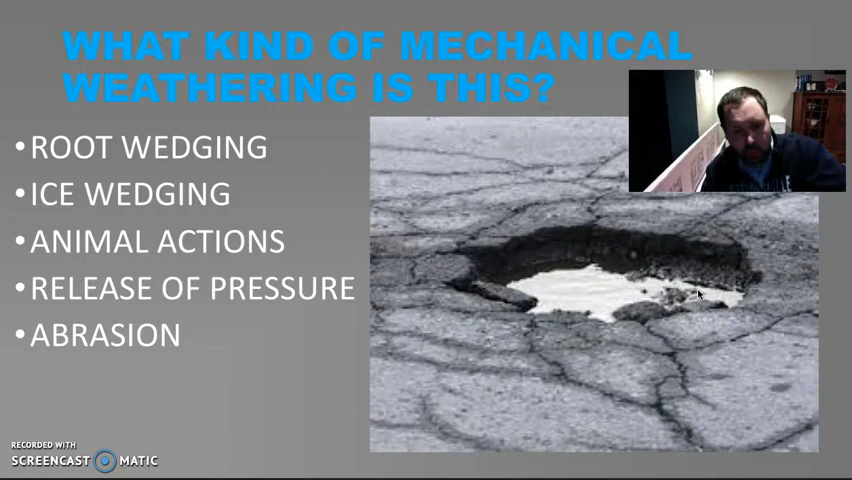 WHAT KIND OF MECHANICAL
WEATHERING IS THIS?
• ROOT WEDGING
• ICE WEDGING
• ANIMAL ACTIONS
• RELEASE OF PRESSURE
• ABRASION
RECORDED WITH
SCREENCAST MATIC